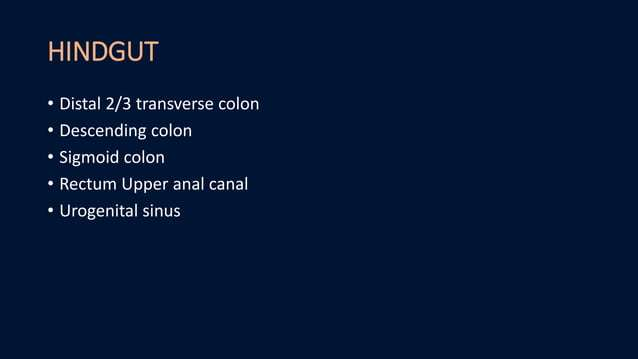 HINDGUT
• Distal 2/3 transverse colon
• Descending colon
• Sigmoid colon
• Rectum Upper anal canal
• Urogenital sinus